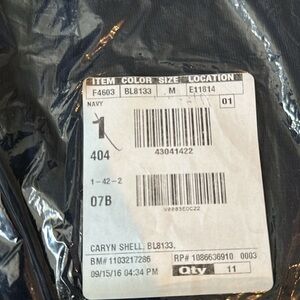 ITEM COLOR SIZE LOCATION
F4603 BL8133 M E11814
NAVY
01
1
404
43041422
1-42-2
07B
V0003EOC22
CARYN SHELL, BL8133,
BM# 1103217286 RP# 1086636910 0003
09/15/16 04:34 PM Qty 11